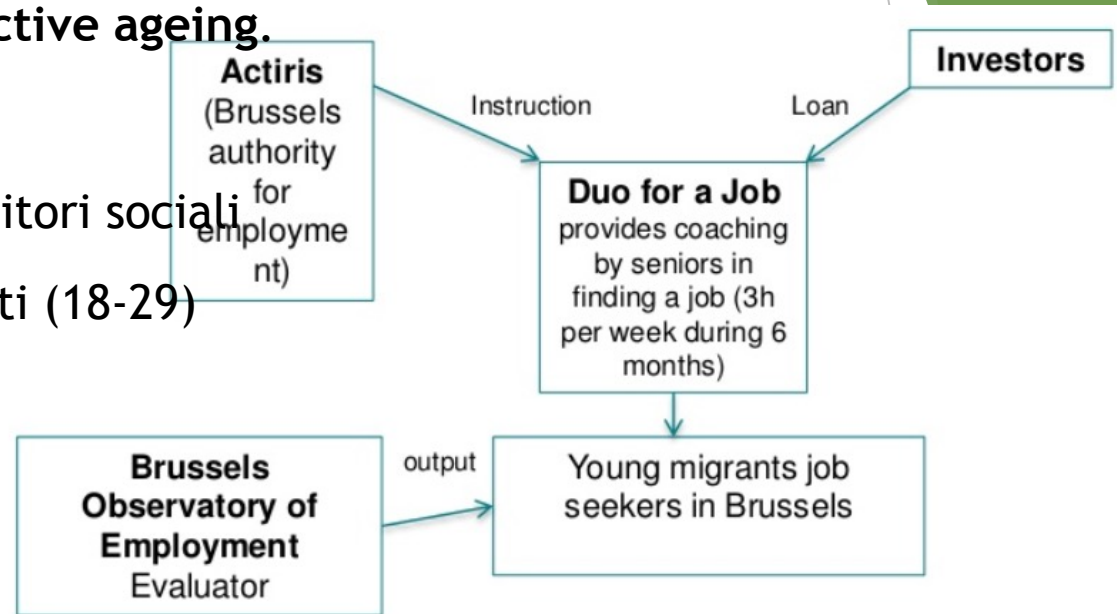 ctive ageing.
itori sociali
ti (18-29)
Actiris
(Brussels
authority
for
employme
nt)
Instruction
Loan
Investors
Duo for a Job
provides coaching
by seniors in
finding a job (3h
per week during 6
months)
Brussels
Observatory of
Employment
Evaluator
output
Young migrants job
seekers in Brussels